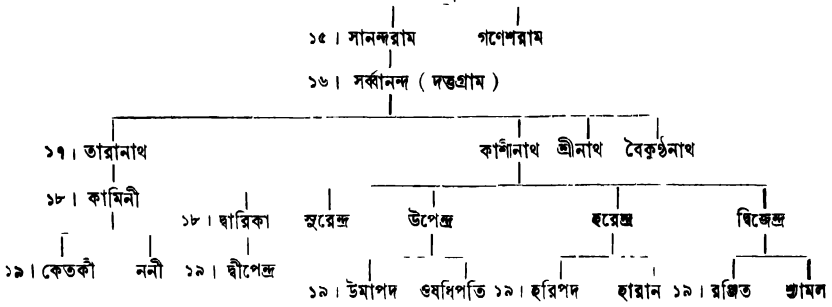 ১৫। সানন্দরাম গণেশরাম
১৬। সর্ব্বানন্দ ( দত্তগ্রাম )
১৭। তারানাথ কাশীনাথ শ্রীনাথ বৈকুণ্ঠনাথ
১৮। কামিনী
১৮। দ্বারিকা সুরেন্দ্র উপেন্দ্র হরেন্দ্র দ্বিজেন্দ্র
১৯। কেতকী ননী ১৯। দ্বীপেন্দ্র
১৯। উমাপদ ওষধিপতি ১৯। হরিপদ হারান ১৯। রঞ্জিত শ্যামল